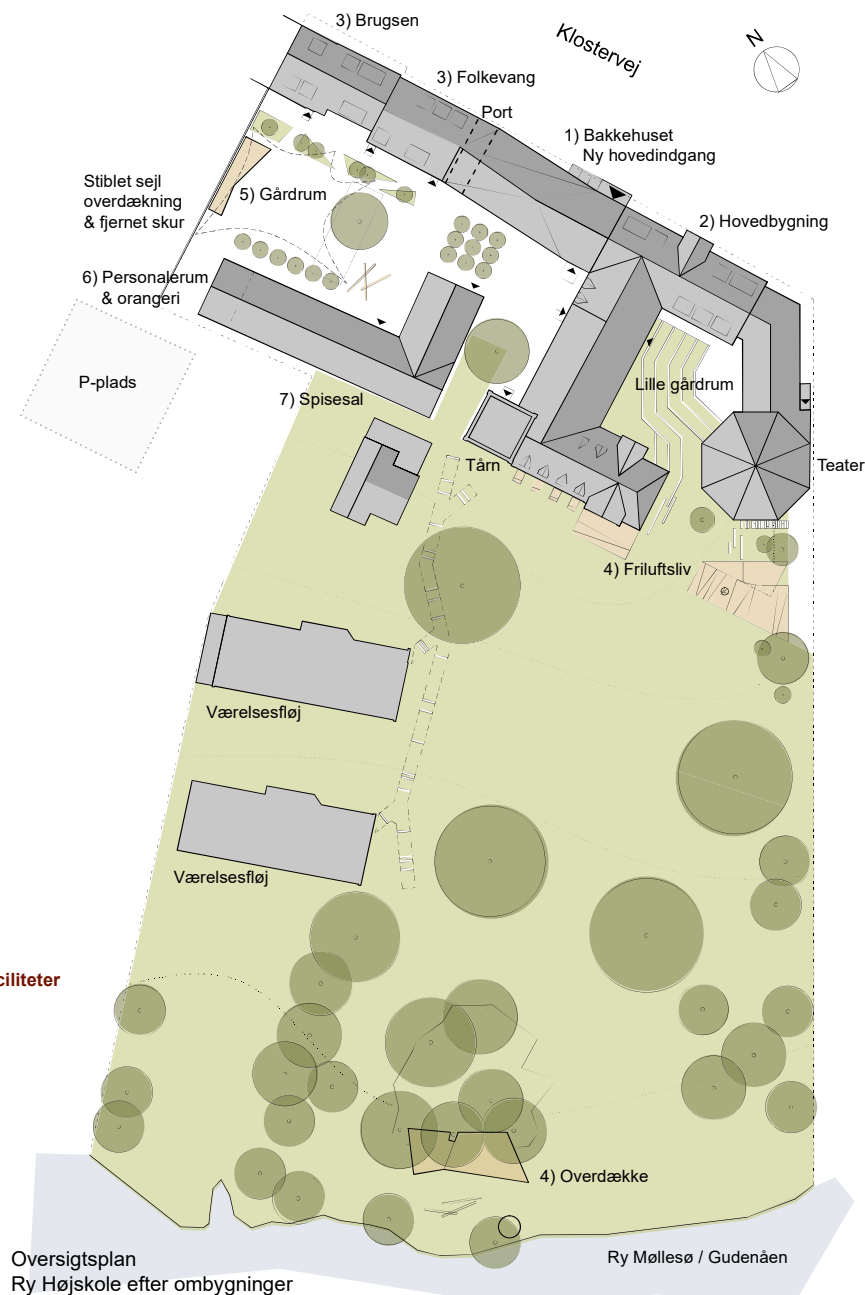 3) Brugsen
Klostervej
N
3) Folkevang
Port
1) Bakkehuset
Ny hovedindgang
Stiblet sejl
overdækning
& fjernet skur
5) Gårdrum
2) Hovedbygning
6) Personalerum
& orangeri
P-plads
Lille gårdrum
7) Spisesal
Tårn
Teater
4) Friluftsliv
Værelsesfløj
Værelsesfløj
ciliteter
4) Overdække
Ry Møllesø / Gudenåen
Oversigtsplan
Ry Højskole efter ombygninger